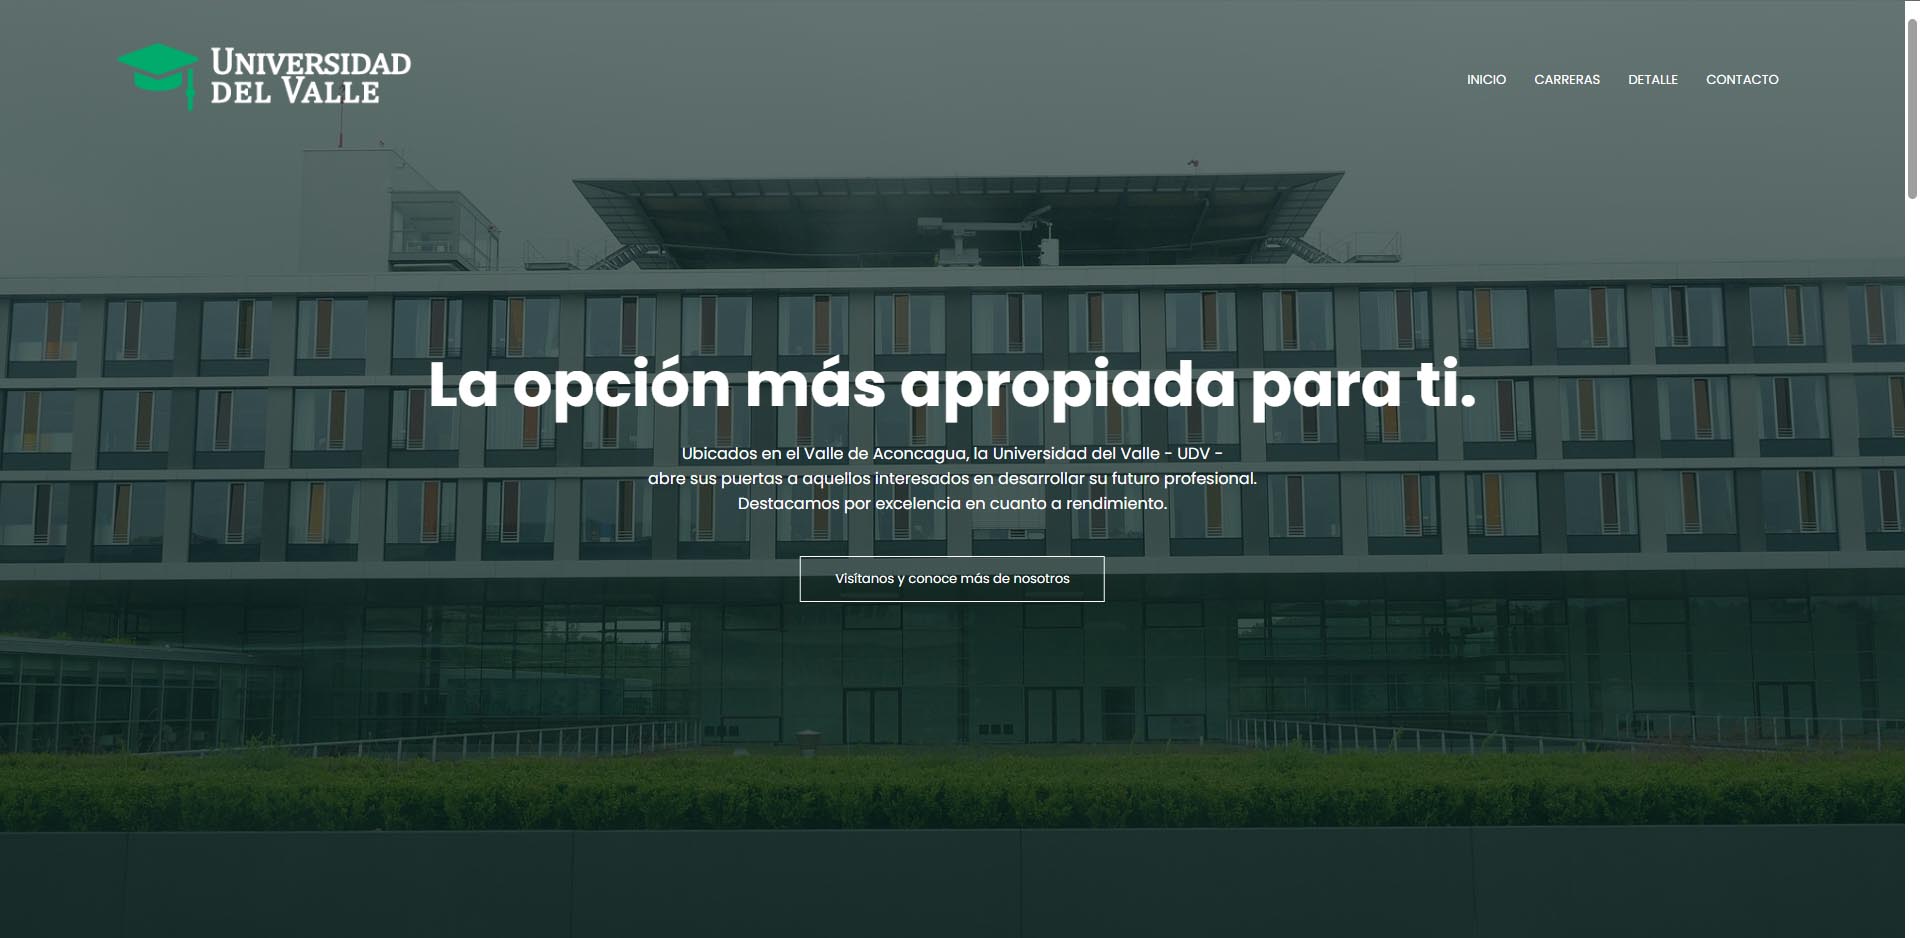 UNIVERSIDAD
DEL VALLE
INICIO CARRERAS DETALLE CONTACTO
La opción más apropiada para ti.
Ubicados en el Valle de Aconcagua, la Universidad del Valle - UDV -
abre sus puertas a aquellos interesados en desarrollar su futuro profesional.
Destacamos por excelencia en cuanto a rendimiento.
Visítanos y conoce más de nosotros